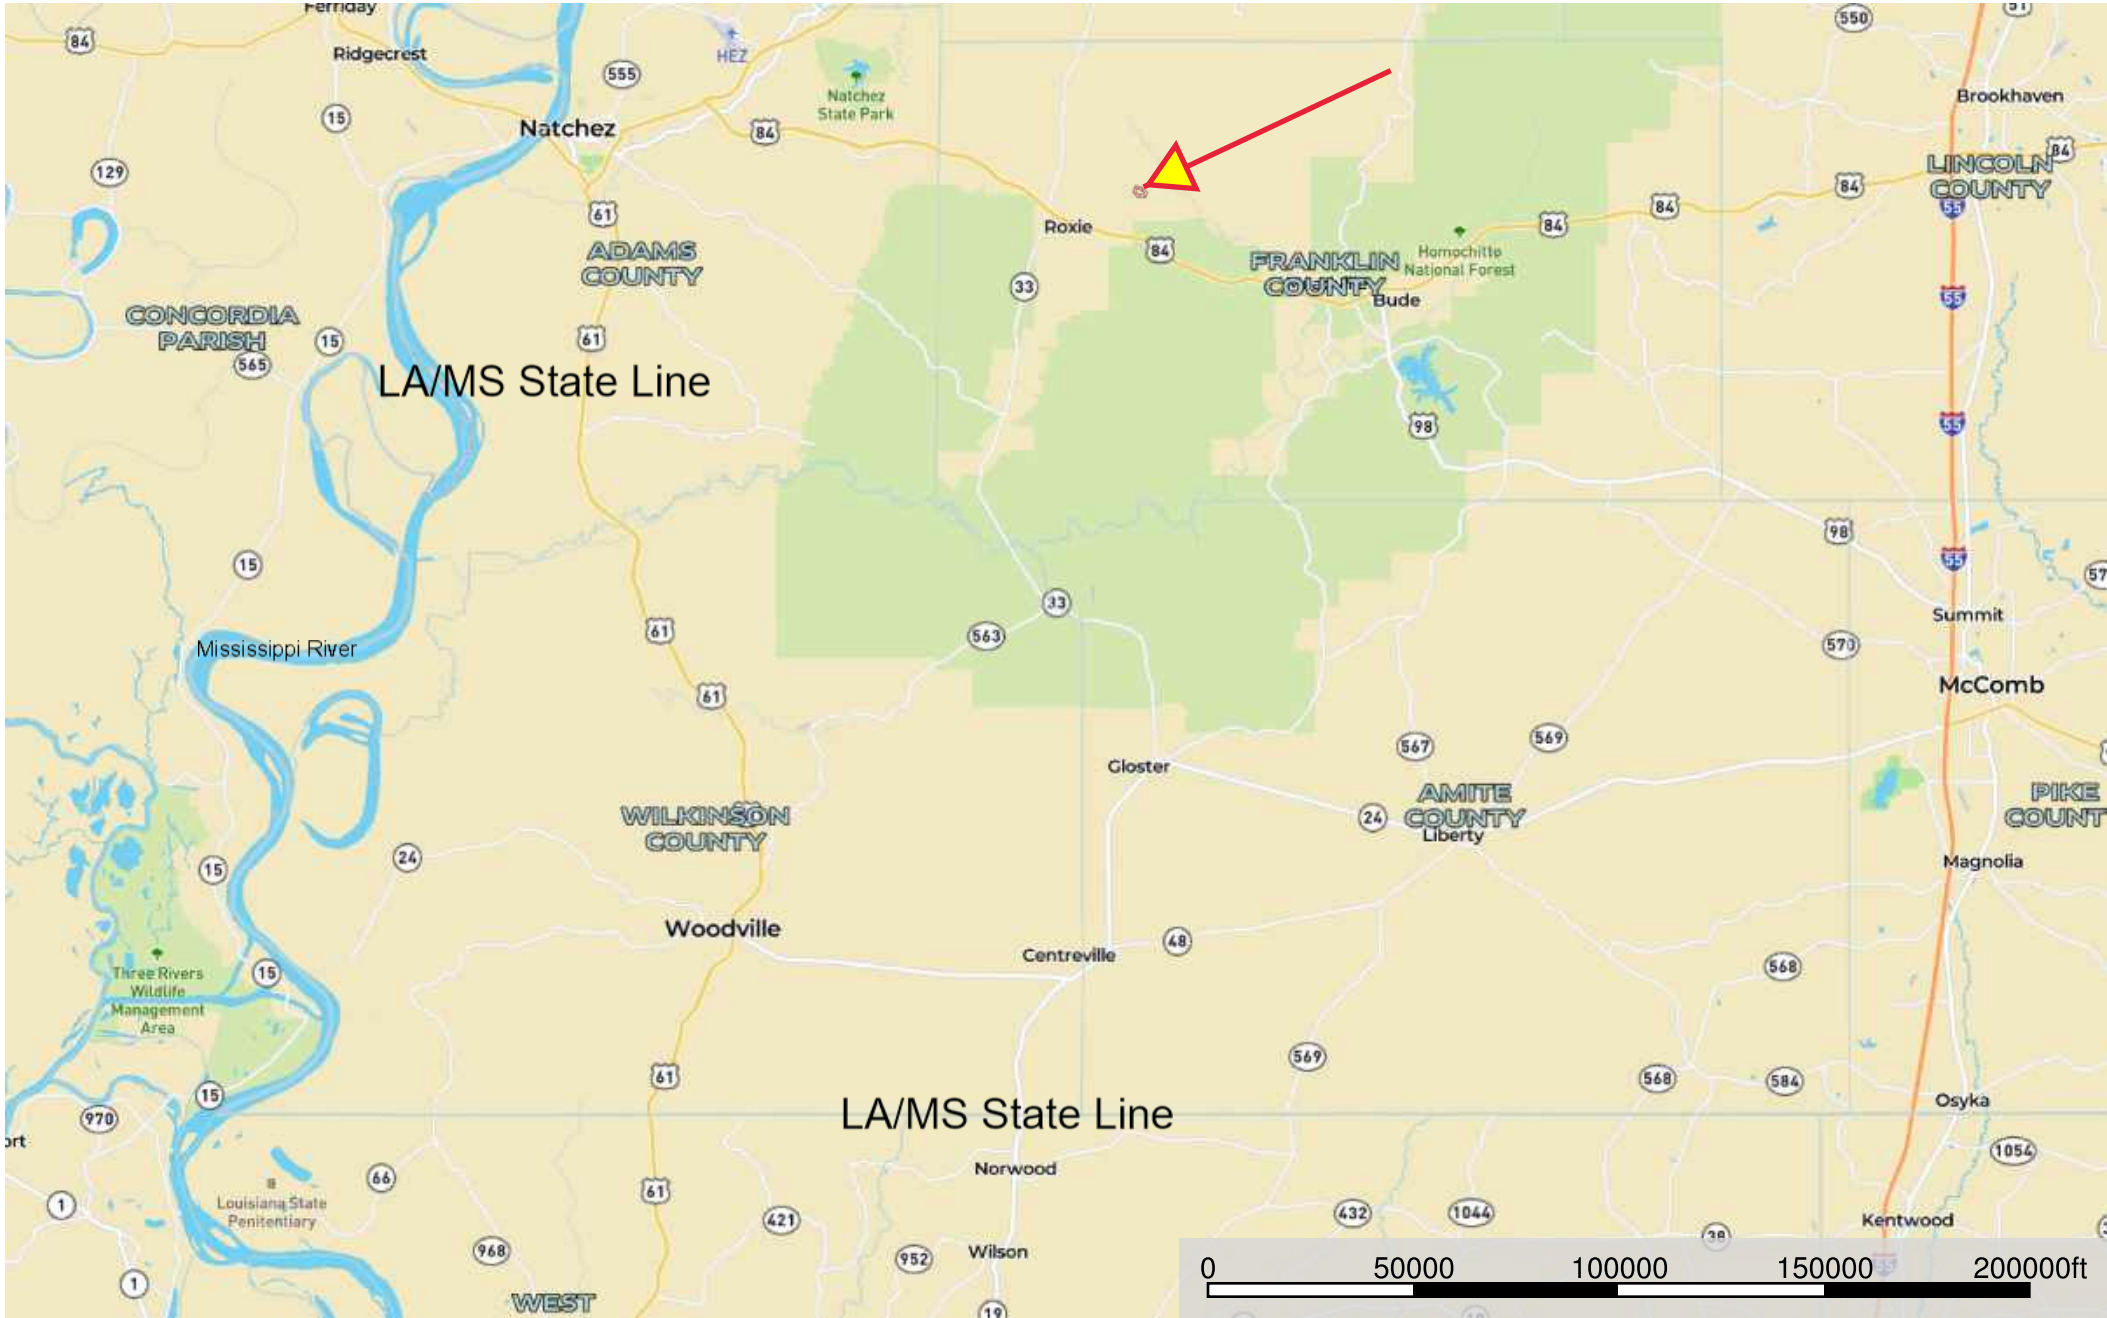 Ferriday
84
Ridgecrest
HEZ
555
550
51
15
Natchez
State Park
Brookhaven
Natchez
84
84
129
LINCOLN
COUNTY
84
55
61
Roxie
84
84
84
ADAMS
COUNTY
Homochitto
National Forest
FRANKLIN
COUNTY
33
Bude
55
CONCORDIA
PARISH
15
61
565
LA/MS State Line
98
55
15
98
55
57
33
Summit
61
563
570
Mississippi River
McComb
61
567
569
Gloster
AMITE
COUNTY
PIKE
COUNT
WILKINSON
COUNTY
24
Liberty
24
15
Magnolia
Woodville
Centreville
48
568
Three Rivers
Wildlife
Management
Area
15
569
61
568
584
15
970
LA/MS State Line
Osyka
ort
1054
Norwood
66
1
Louisiana State
Penitentiary
61
421
432
1044
Kentwood
38
968
952
Wilson
1
WEST
19
55
0
50000
100000
150000
200000ft